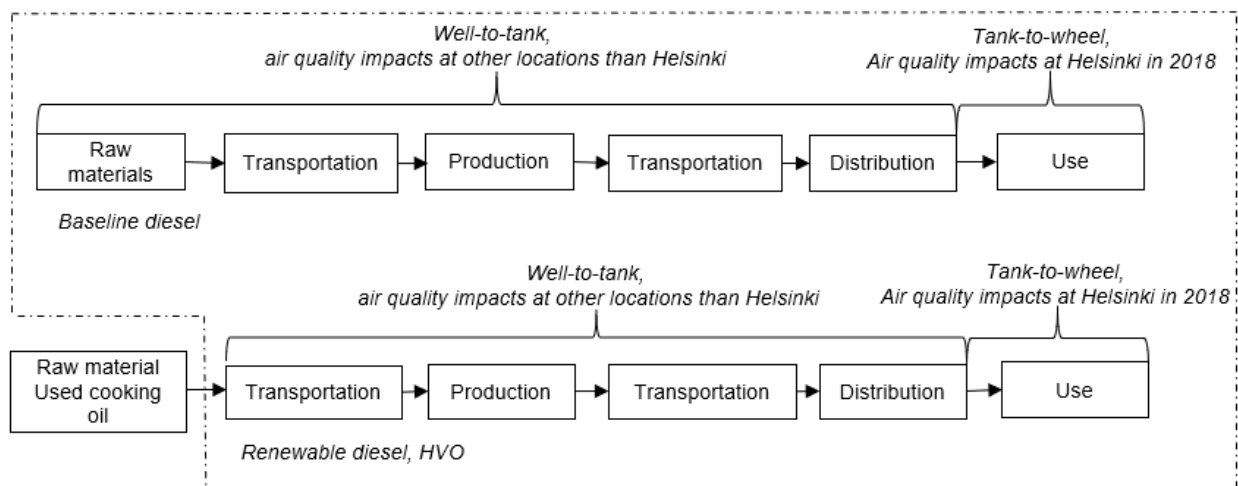 Well-to-tank,
air quality impacts at other locations than Helsinki
Tank-to-wheel,
Air quality impacts at Helsinki in 2018
Raw
materials
Transportation
Production
Transportation
Distribution
Use
Baseline diesel
Well-to-tank,
air quality impacts at other locations than Helsinki
Tank-to-wheel,
Air quality impacts at Helsinki in 2018
Raw material
Used cooking
oil
Transportation
Production
Transportation
Distribution
Use
Renewable diesel, HVO